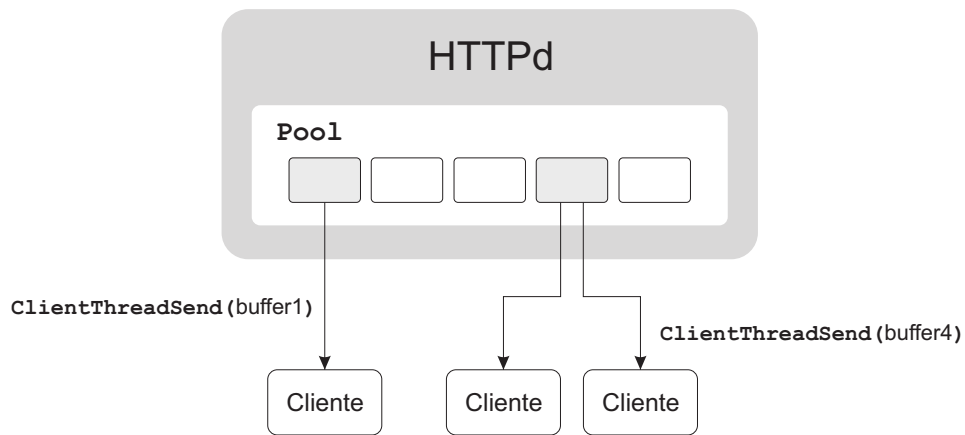 HTTPd
Pool
ClientThreadSend(buffer1)
ClientThreadSend(buffer4)
Cliente
Cliente
Cliente